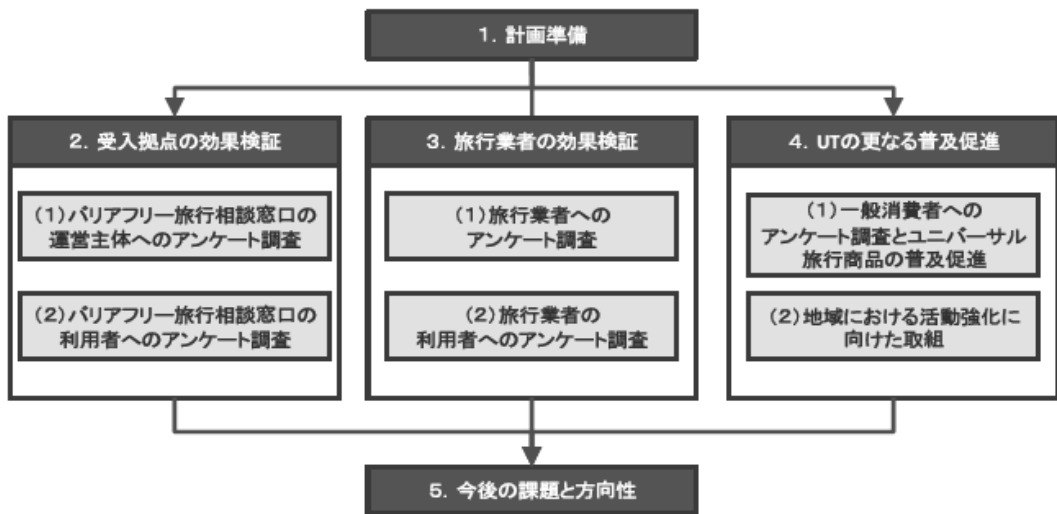 1. 計画準備
2. 受入拠点の効果検証
(1)バリアフリー旅行相談窓口の
運営主体へのアンケート調査
(2)バリアフリー旅行相談窓口の
利用者へのアンケート調査
3. 旅行業者の効果検証
(1)旅行業者への
アンケート調査
(2)旅行業者の
利用者へのアンケート調査
4. UTの更なる普及促進
(1)一般消費者への
アンケート調査とユニバーサル
旅行商品の普及促進
(2)地域における活動強化に
向けた取組
5. 今後の課題と方向性